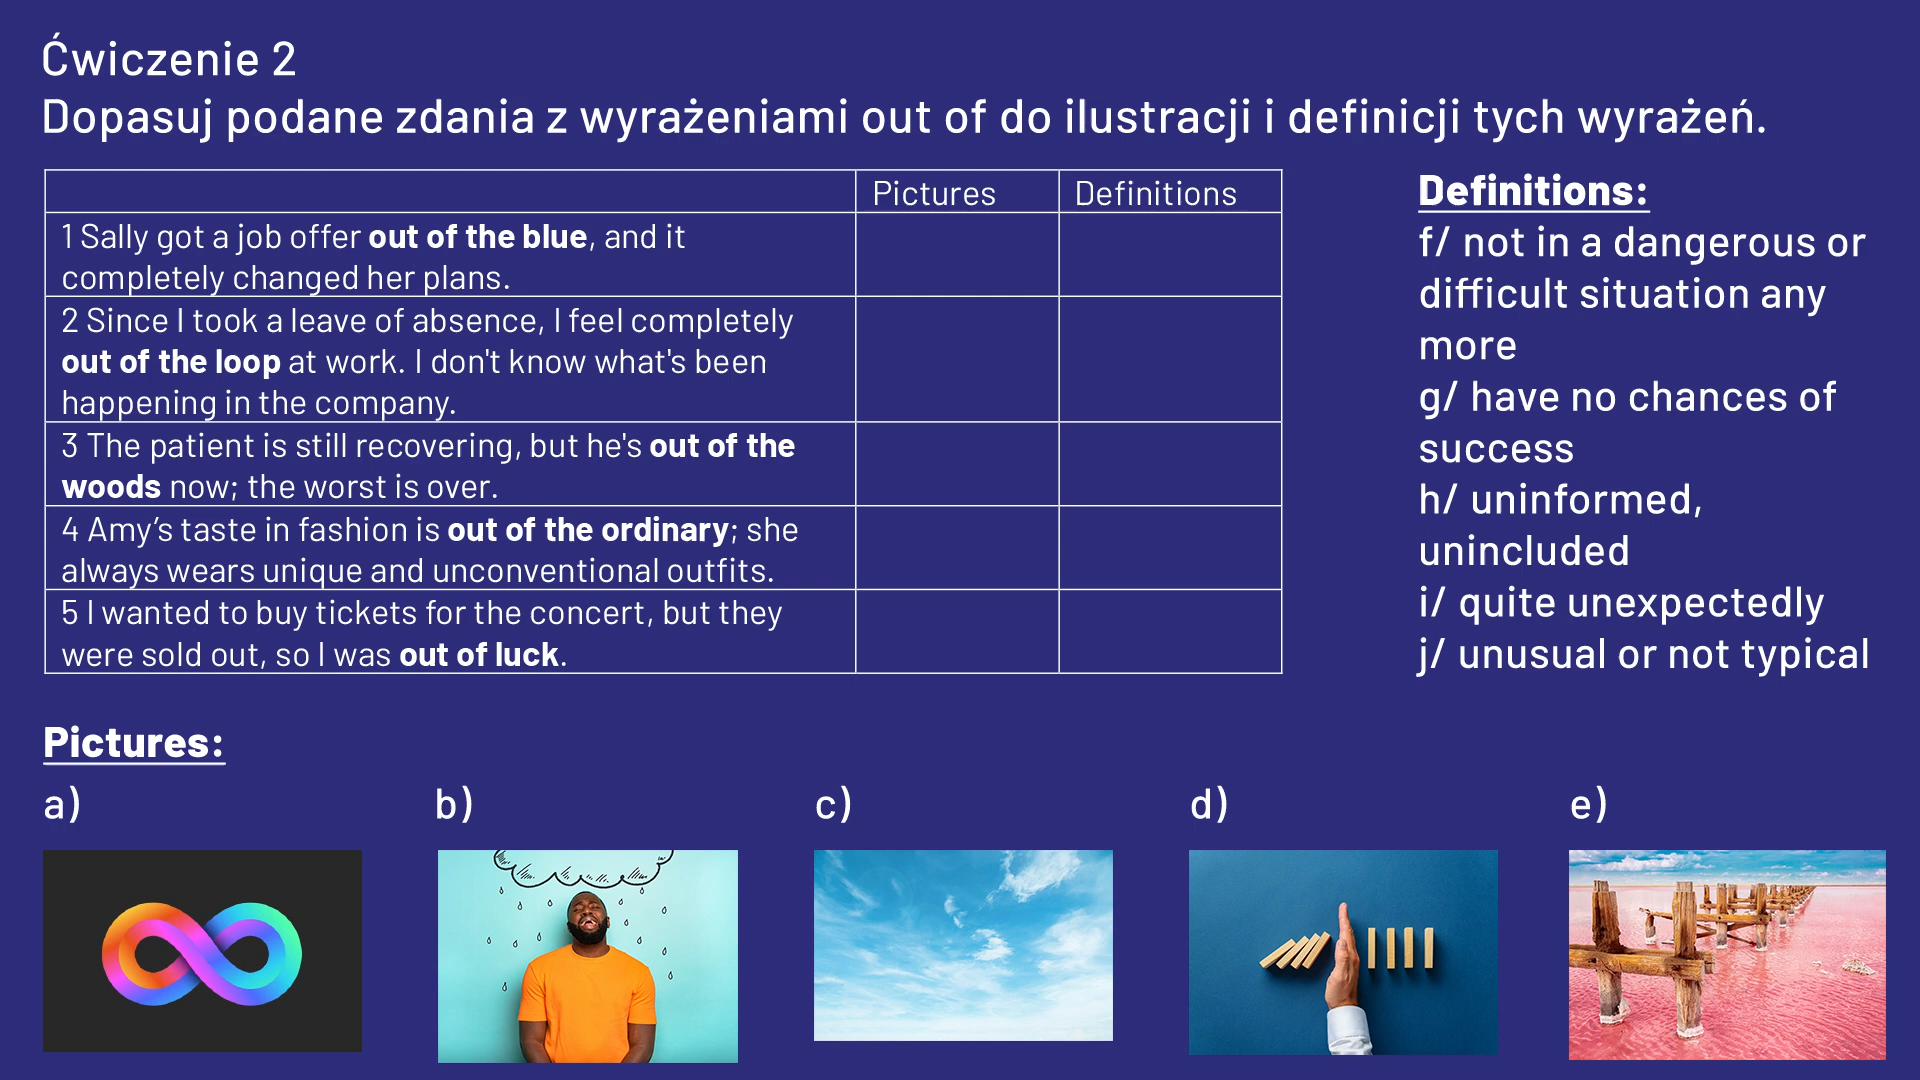 Ćwiczenie 2
Dopasuj podane zdania z wyrażeniami out of do ilustracji i definicji tych wyrażeń.
Pictures
Definitions
1 Sally got a job offer out of the blue, and it
completely changed her plans.
2 Since I took a leave of absence, I feel completely
out of the loop at work. I don't know what's been
happening in the company.
3 The patient is still recovering, but he's out of the
woods now; the worst is over.
4 Amy’s taste in fashion is out of the ordinary; she
always wears unique and unconventional outfits.
5 I wanted to buy tickets for the concert, but they
were sold out, so I was out of luck.
Definitions:
f/ not in a dangerous or
difficult situation any
more
g/ have no chances of
success
h/ uninformed,
unincluded
i/ quite unexpectedly
j/ unusual or not typical
Pictures:
a)
b)
c)
d)
e)